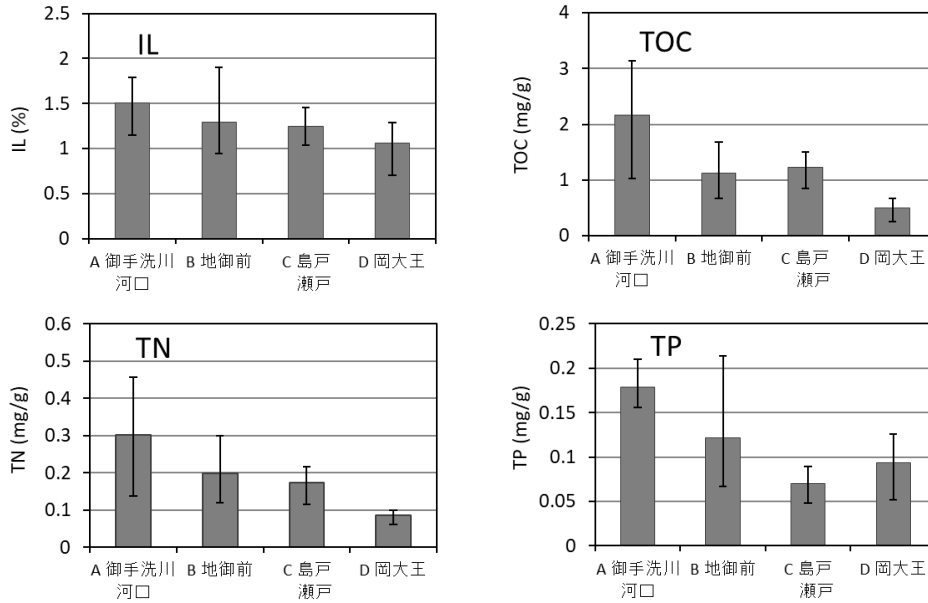 IL
IL (%)
2.5
2
1.5
1
0.5
0
A 御手洗川
河口
B 地御前
C 島戸
瀬戸
D 岡大王
TOC
TOC (mg/g)
4
3
2
1
0
A 御手洗川
河口
B 地御前
C 島戸
瀬戸
D 岡大王
TN
TN (mg/g)
0.6
0.5
0.4
0.3
0.2
0.1
0
A 御手洗川
河口
B 地御前
C 島戸
瀬戸
D 岡大王
TP
TP (mg/g)
0.25
0.2
0.15
0.1
0.05
0
A 御手洗川
河口
B 地御前
C 島戸
瀬戸
D 岡大王